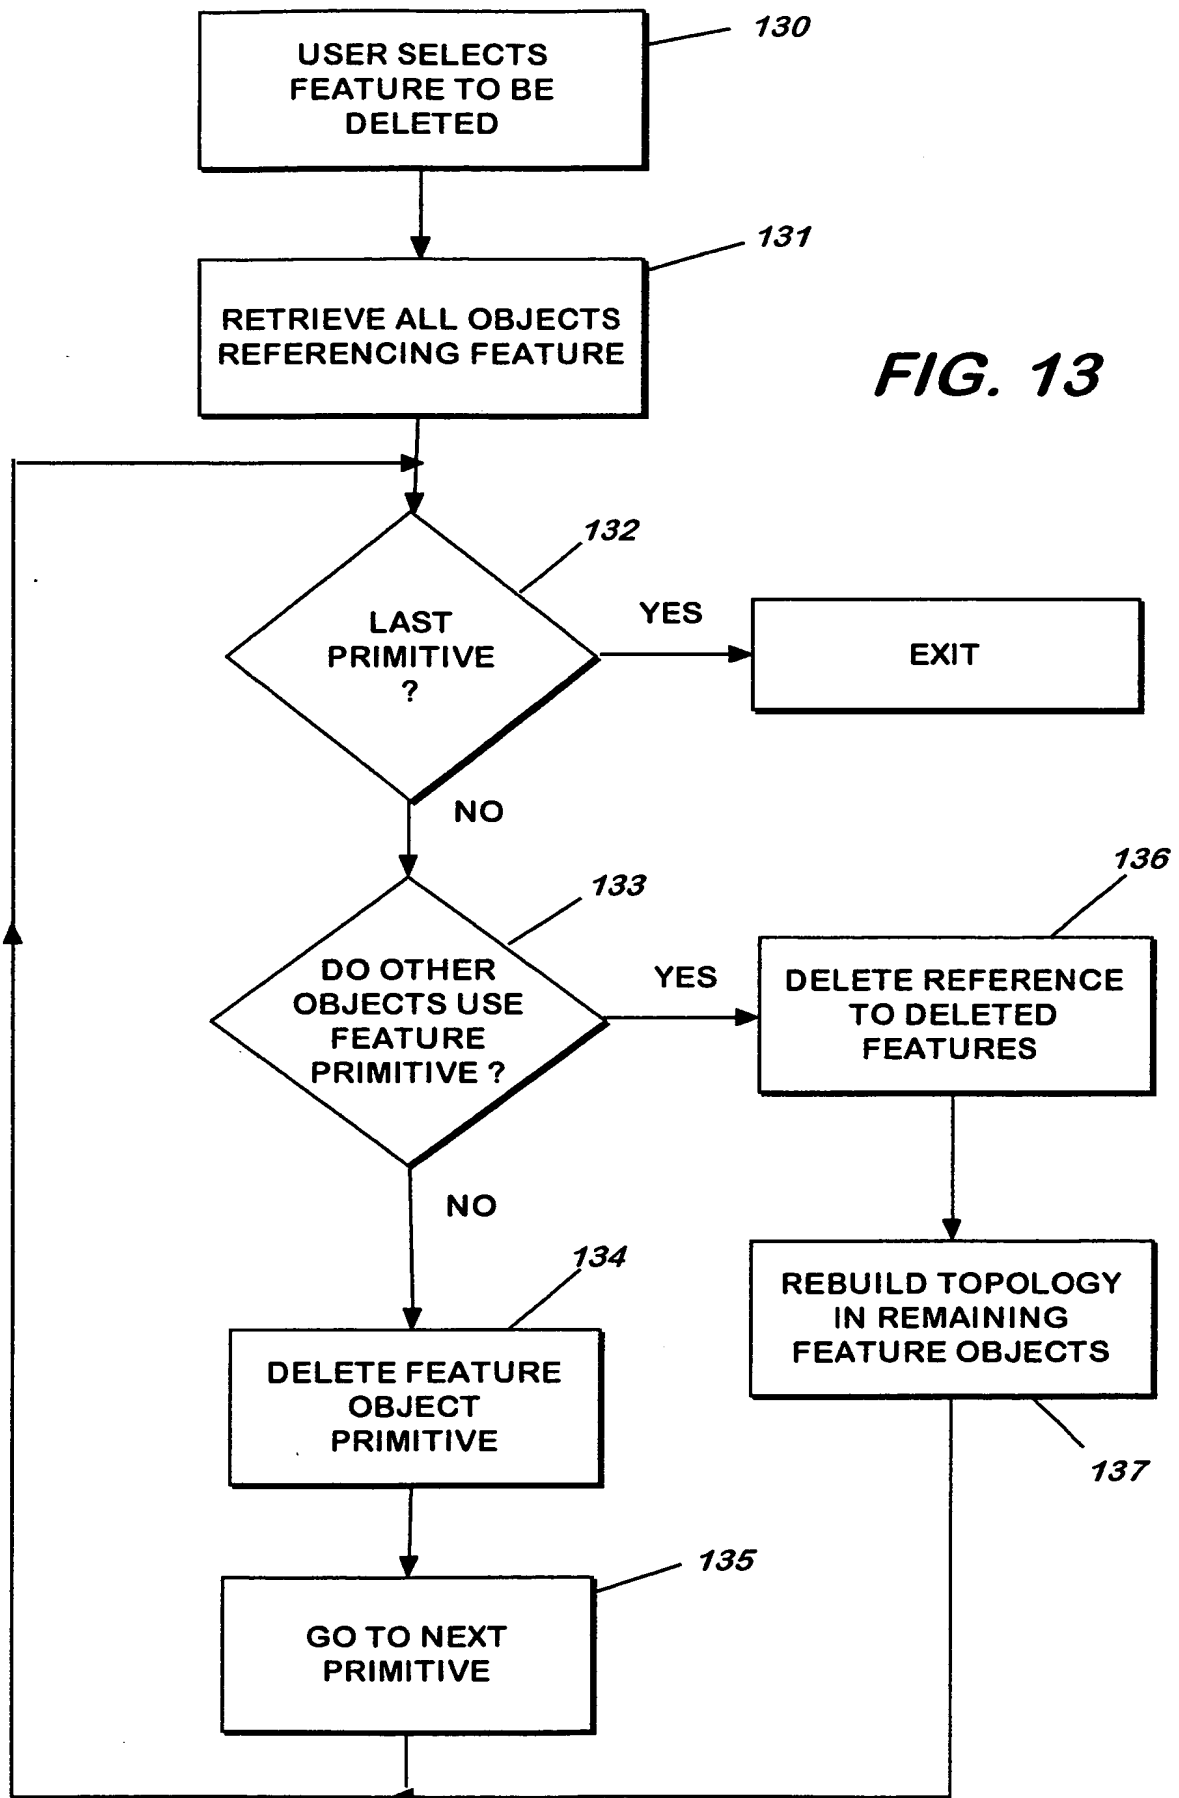 130
USER SELECTS
FEATURE TO BE
DELETED
131
RETRIEVE ALL OBJECTS
REFERENCING FEATURE
FIG. 13
132
LAST
PRIMITIVE
?
YES
EXIT
NO
133
DO OTHER
OBJECTS USE
FEATURE
PRIMITIVE ?
YES
136
DELETE REFERENCE
TO DELETED
FEATURES
NO
134
DELETE FEATURE
OBJECT
PRIMITIVE
REBUILD TOPOLOGY
IN REMAINING
FEATURE OBJECTS
137
135
GO TO NEXT
PRIMITIVE